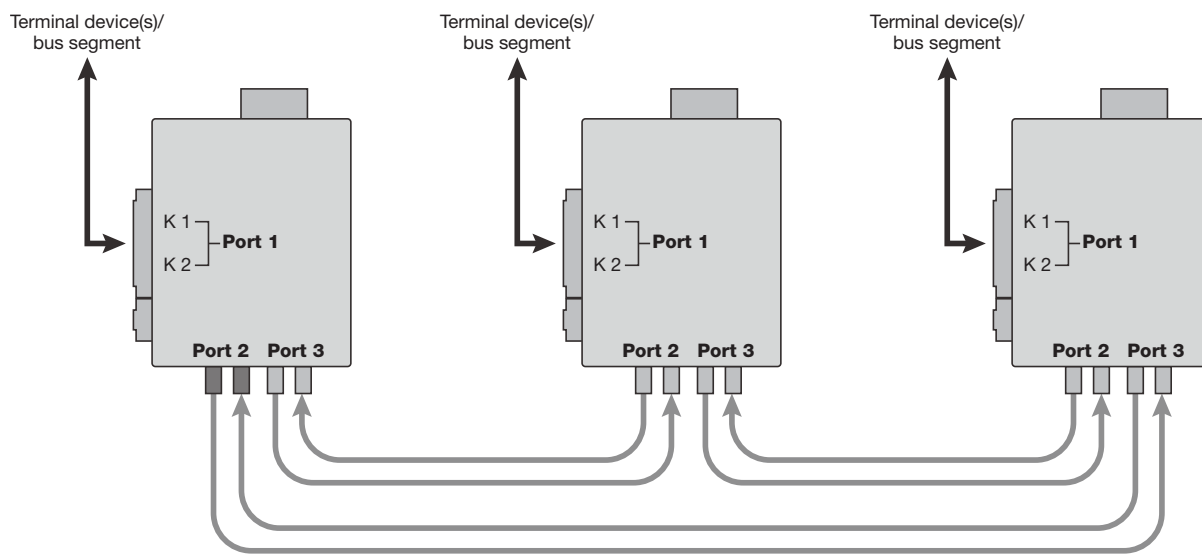 Terminal device(s)/
bus segment
Terminal device(s)/
bus segment
Terminal device(s)/
bus segment
K 1
Port 1
K 2
Port 2 Port 3
K 1
Port 1
K 2
Port 2 Port 3
K 1
Port 1
K 2
Port 2 Port 3